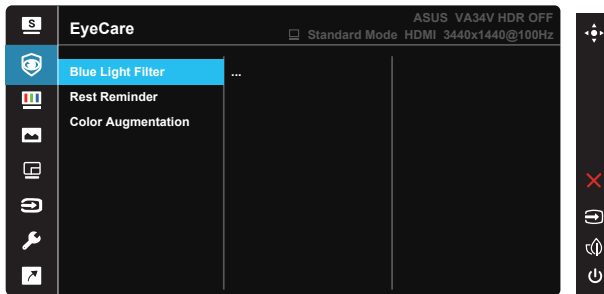 S
EyeCare
ASUS VA34V HDR OFF
Standard Mode HDMI 3440x1440@100Hz
Blue Light Filter ...
Rest Reminder
Color Augmentation